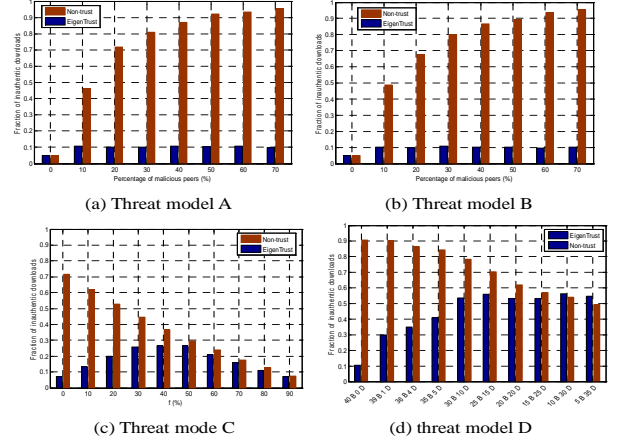 (a)
Non-trust
EigenTrust
Fraction of inauthentic downloads
1
0.9
0.8
0.7
0.6
0.5
0.4
0.3
0.2
0.1
0
0 10 20 30 40 50 60 70
Percentage of malicious peers (%)
(a) Threat model A
B
Non-trust
EigenTrust
Fraction of inauthentic downloads
1
0.9
0.8
0.7
0.6
0.5
0.4
0.3
0.2
0.1
0
0 10 20 30 40 50 60 70
Percentage of malicious peers (%)
(b) Threat model B
C
Non-trust
EigenTrust
Fraction of inauthentic downloads
1
0.9
0.8
0.7
0.6
0.5
0.4
0.3
0.2
0.1
0
0 10 20 30 40 50 60 70 80 90
f (%)
(c) Threat mode C
D
EigenTrust
Non-trust
Fraction of inauthentic downloads
1
0.9
0.8
0.7
0.6
0.5
0.4
0.3
0.2
0.1
0
40 B 0 D
39 B 1 D
36 B 4 D
35 B 5 D
30 B 10 D
25 B 15 D
20 B 20 D
15 B 25 D
10 B 30 D
5 B 35 D
(d) threat model D